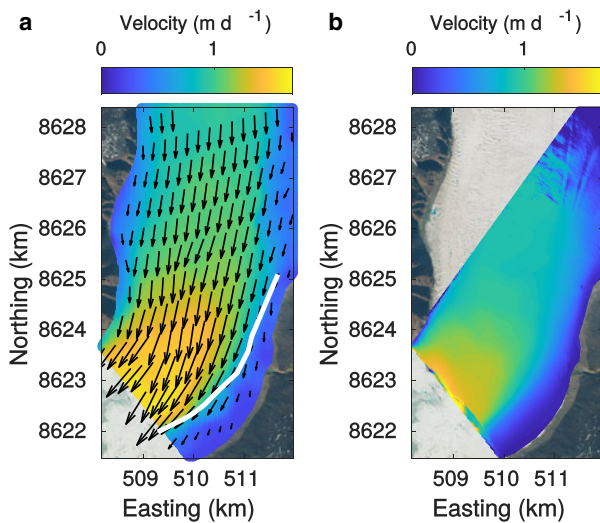 a
Velocity (m d -1)
0 1
8628
8627
8626
8625
8624
8623
8622
Northing (km)
509 510 511
Easting (km)
b
Velocity (m d -1)
0 1
8628
8627
8626
8625
8624
8623
8622
Northing (km)
509 510 511
Easting (km)